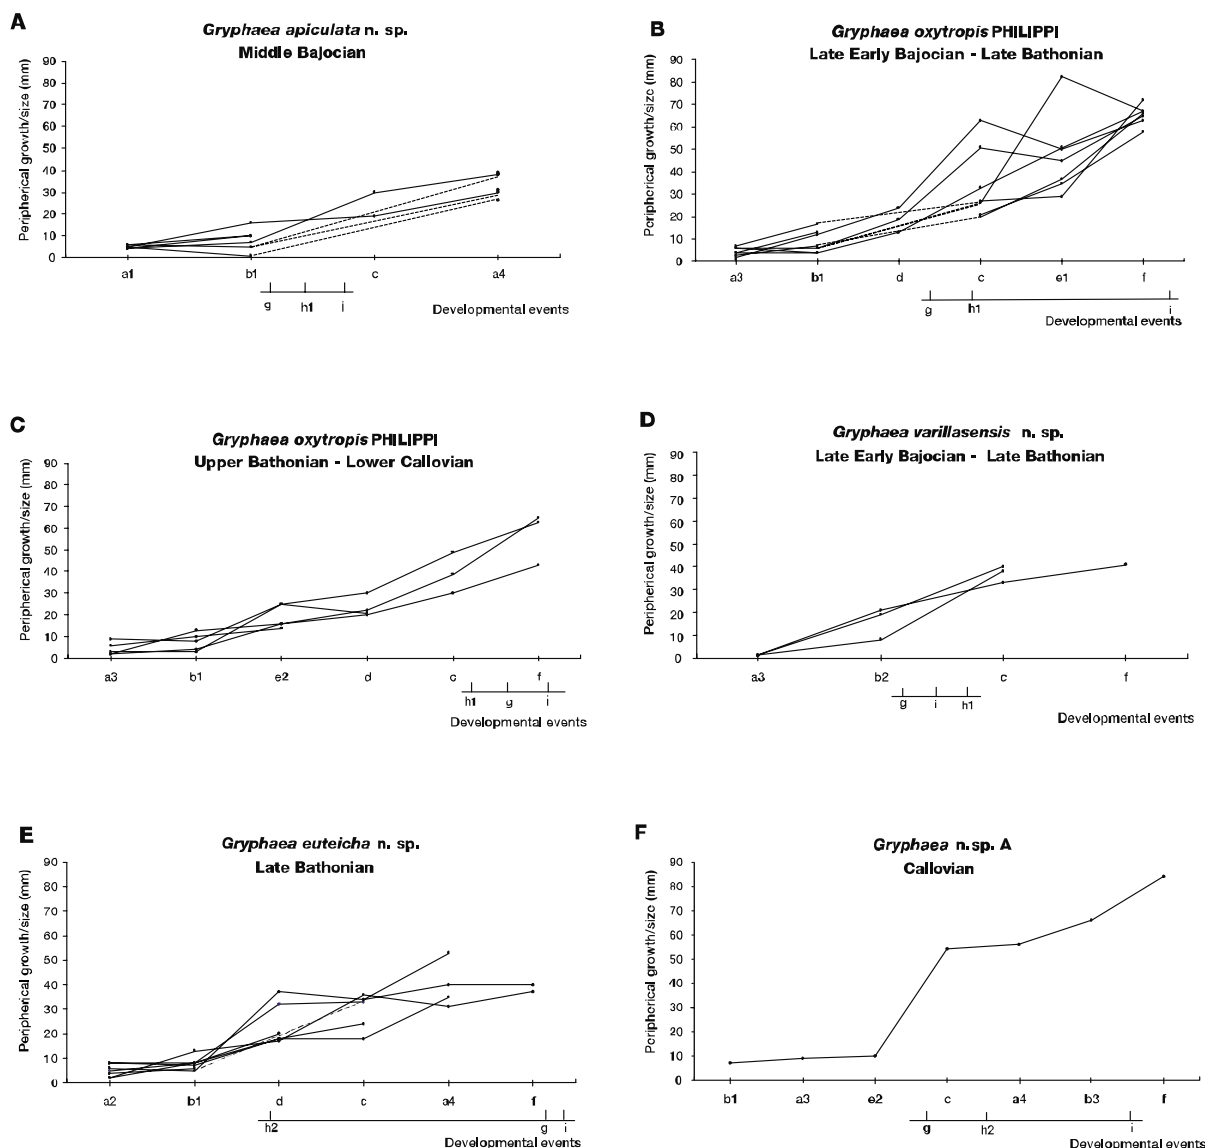 A
Gryphaea apiculata n. sp.
Middle Bajocian
Peripherical growth/size (mm)
90
80
70
60
50
40
30
20
10
0
a1 b1 c a4
g h1 i
Developmental events
B
Gryphaea oxytropis PHILIPPI
Late Early Bajocian - Late Bathonian
Peripherical growth/size (mm)
90
80
70
60
50
40
30
20
10
0
a3 b1 d c e1 f
g h1 i
Developmental events
C
Gryphaea oxytropis PHILIPPI
Upper Bathonian - Lower Callovian
Peripherical growth/size (mm)
90
80
70
60
50
40
30
20
10
0
a3 b1 e2 d c f
h1 g i
Developmental events
D
Gryphaea varillasensis n. sp.
Late Early Bajocian - Late Bathonian
Peripherical growth/size (mm)
90
80
70
60
50
40
30
20
10
0
a3 b2 c f
g i h1
Developmental events
E
Gryphaea euteicha n. sp.
Late Bathonian
Peripherical growth/size (mm)
90
80
70
60
50
40
30
20
10
0
a2 b1 d c a4 f
h2 g i
Developmental events
F
Gryphaea n.sp. A
Callovian
Peripherical growth/size (mm)
90
80
70
60
50
40
30
20
10
0
b1 a3 e2 c a4 b3 f
g h2 i
Developmental events